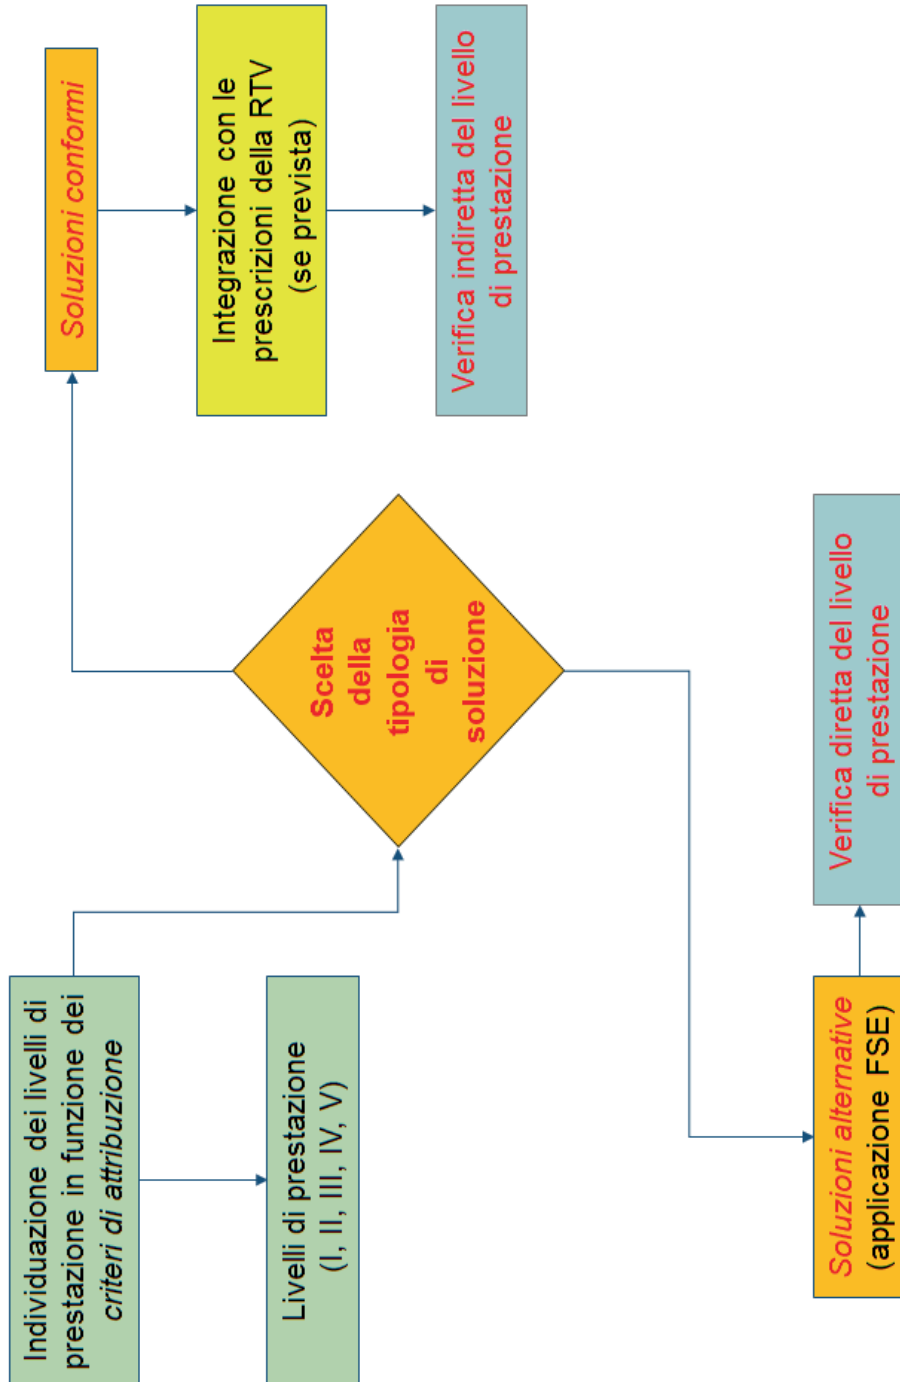 Individuazione dei livelli di
prestazione in funzione dei
criteri di attribuzione
Livelli di prestazione
(I, II, III, IV, V)
Scelta
della
tipologia
di
soluzione
Soluzioni conformi
Integrazione con le
prescrizioni della RTV
(se prevista)
Verifica indiretta del livello
di prestazione
Soluzioni alternative
(applicazione FSE)
Verifica diretta del livello
di prestazione